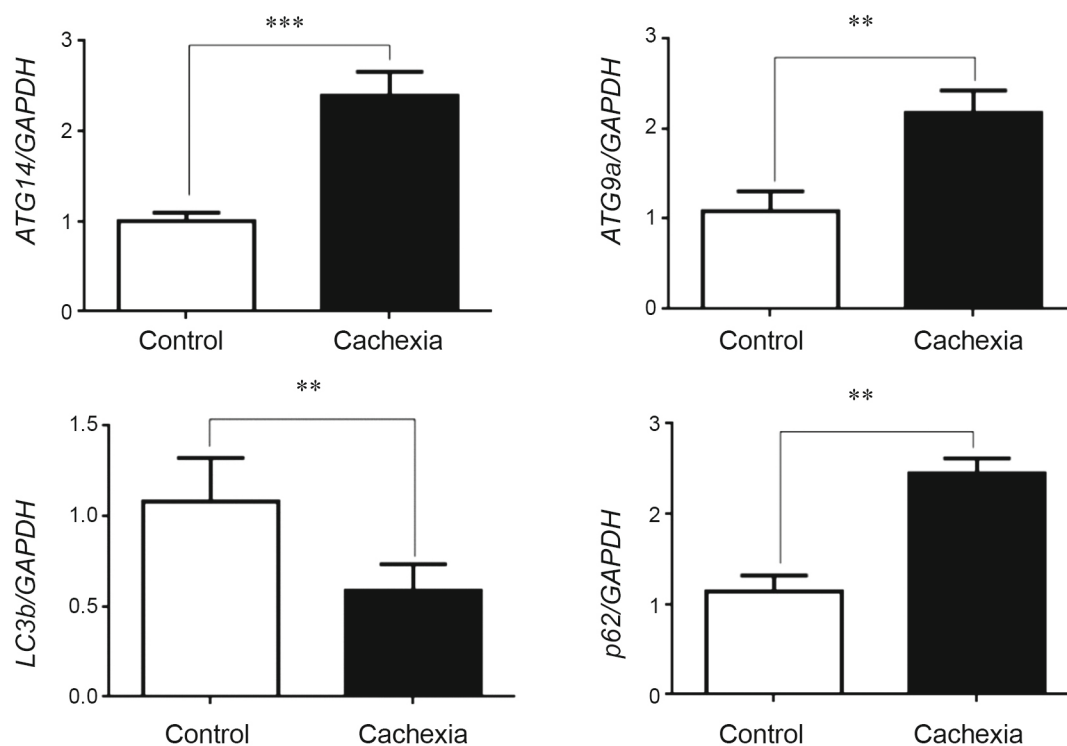 ***
ATG14/GAPDH
3
2
1
0
Control Cachexia
**
ATG9a/GAPDH
3
2
1
0
Control Cachexia
**
LC3b/GAPDH
1.5
1.0
0.5
0.0
Control Cachexia
**
p62/GAPDH
3
2
1
0
Control Cachexia